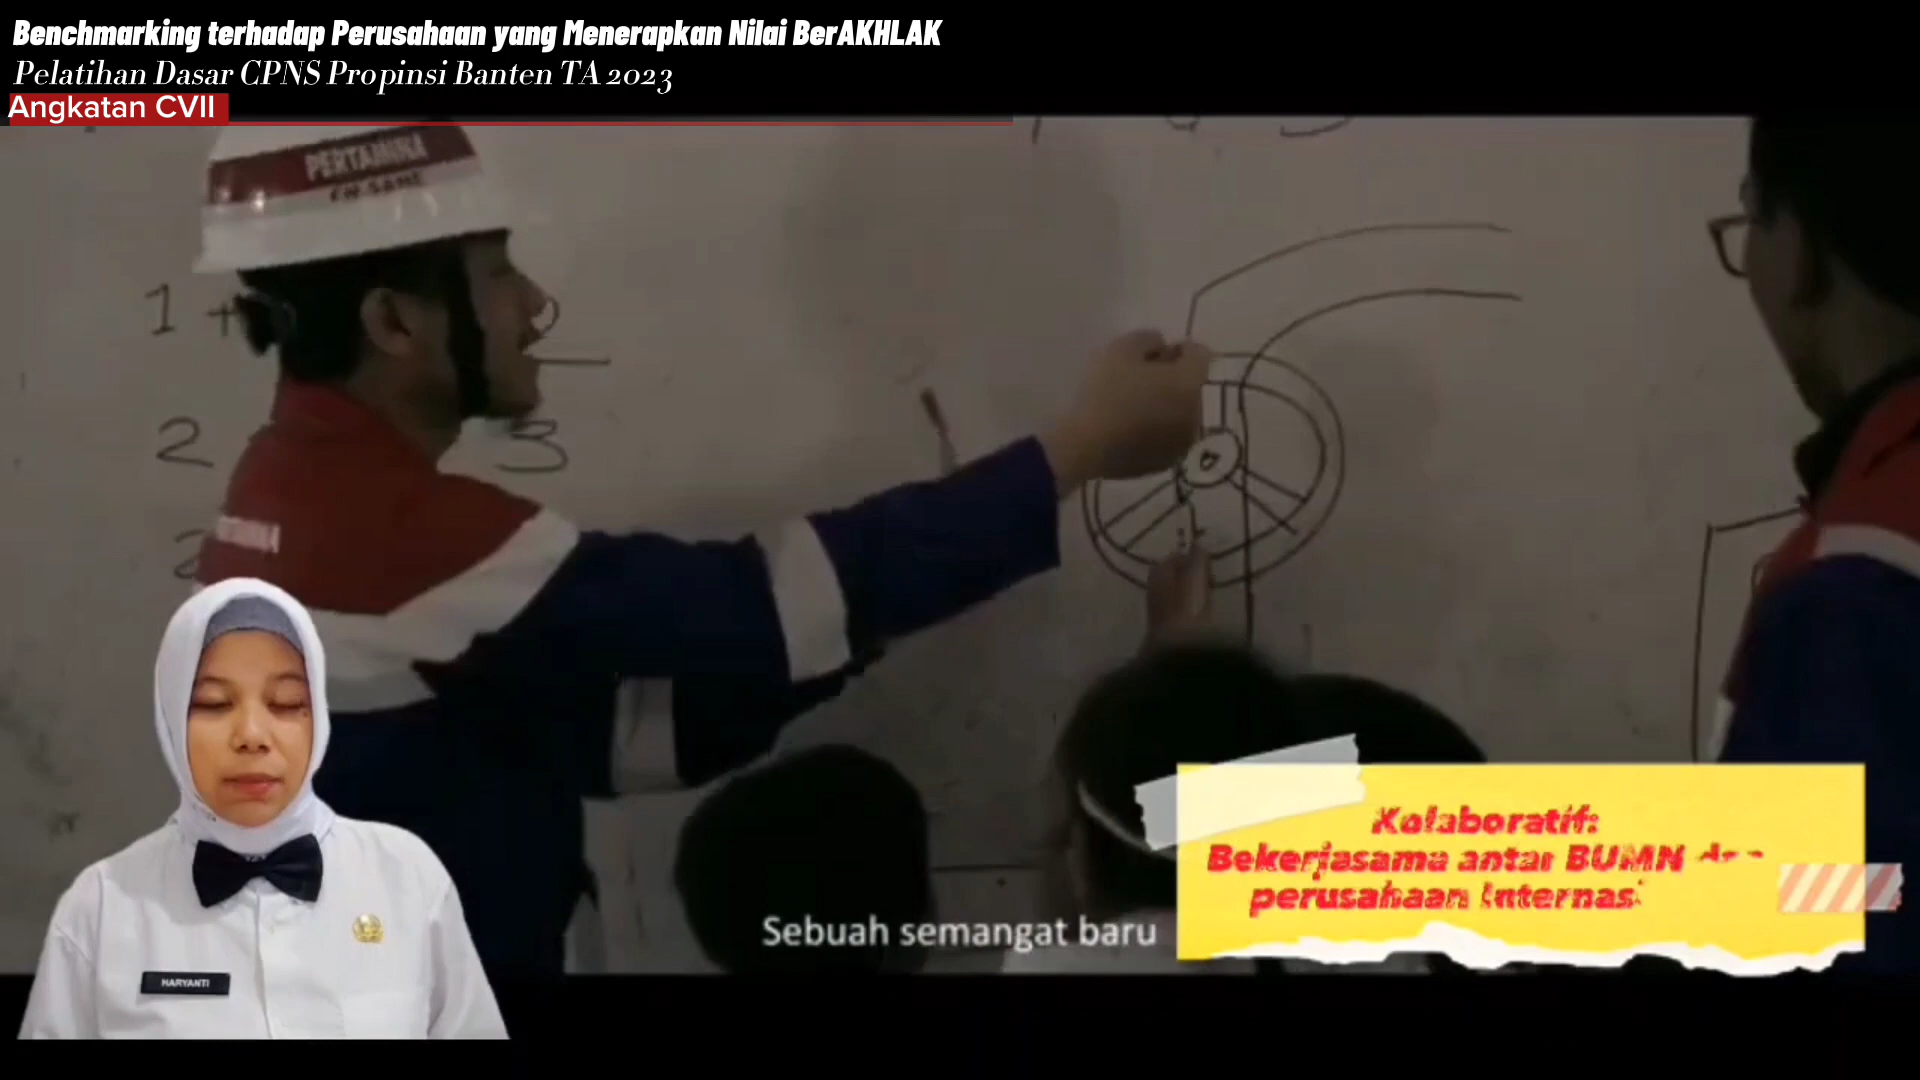 Benchmarking terhadap Perusahaan yang Menerapkan Nilai BerAKHLAK
Pelatihan Dasar CPNS Propinsi Banten TA 2023
Angkatan CVII
PERTAMINA
1 +
2
3
Kolaboratif:
Bekerjasama antar BUMN
perusahaan Internasi
Sebuah semangat baru
HARYANTI